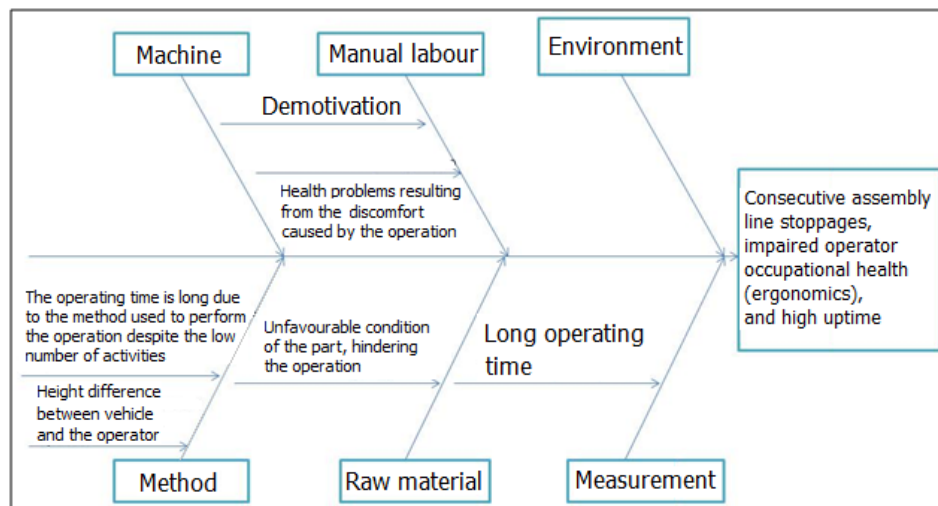 Machine
Manual labour
Environment
Demotivation
Health problems resulting
from the discomfort
caused by the operation
Consecutive assembly
line stoppages,
impaired operator
occupational health
(ergonomics),
and high uptime
The operating time is long due
to the method used to perform
the operation despite the low
number of activities
Height difference
between vehicle
and the operator
Unfavourable condition
of the part, hindering
the operation
Long operating
time
Method
Raw material
Measurement